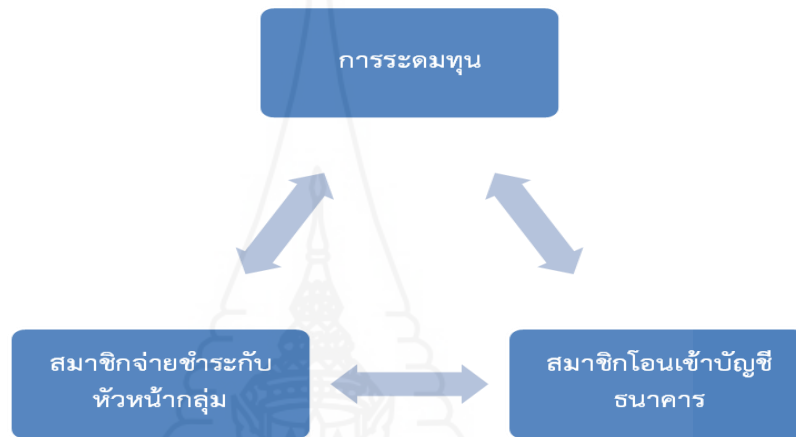 การระดมทุน
สมาชิกจ่ายชำระกับ
หัวหน้ากลุ่ม
สมาชิกโอนเข้าบัญชี
ธนาคาร